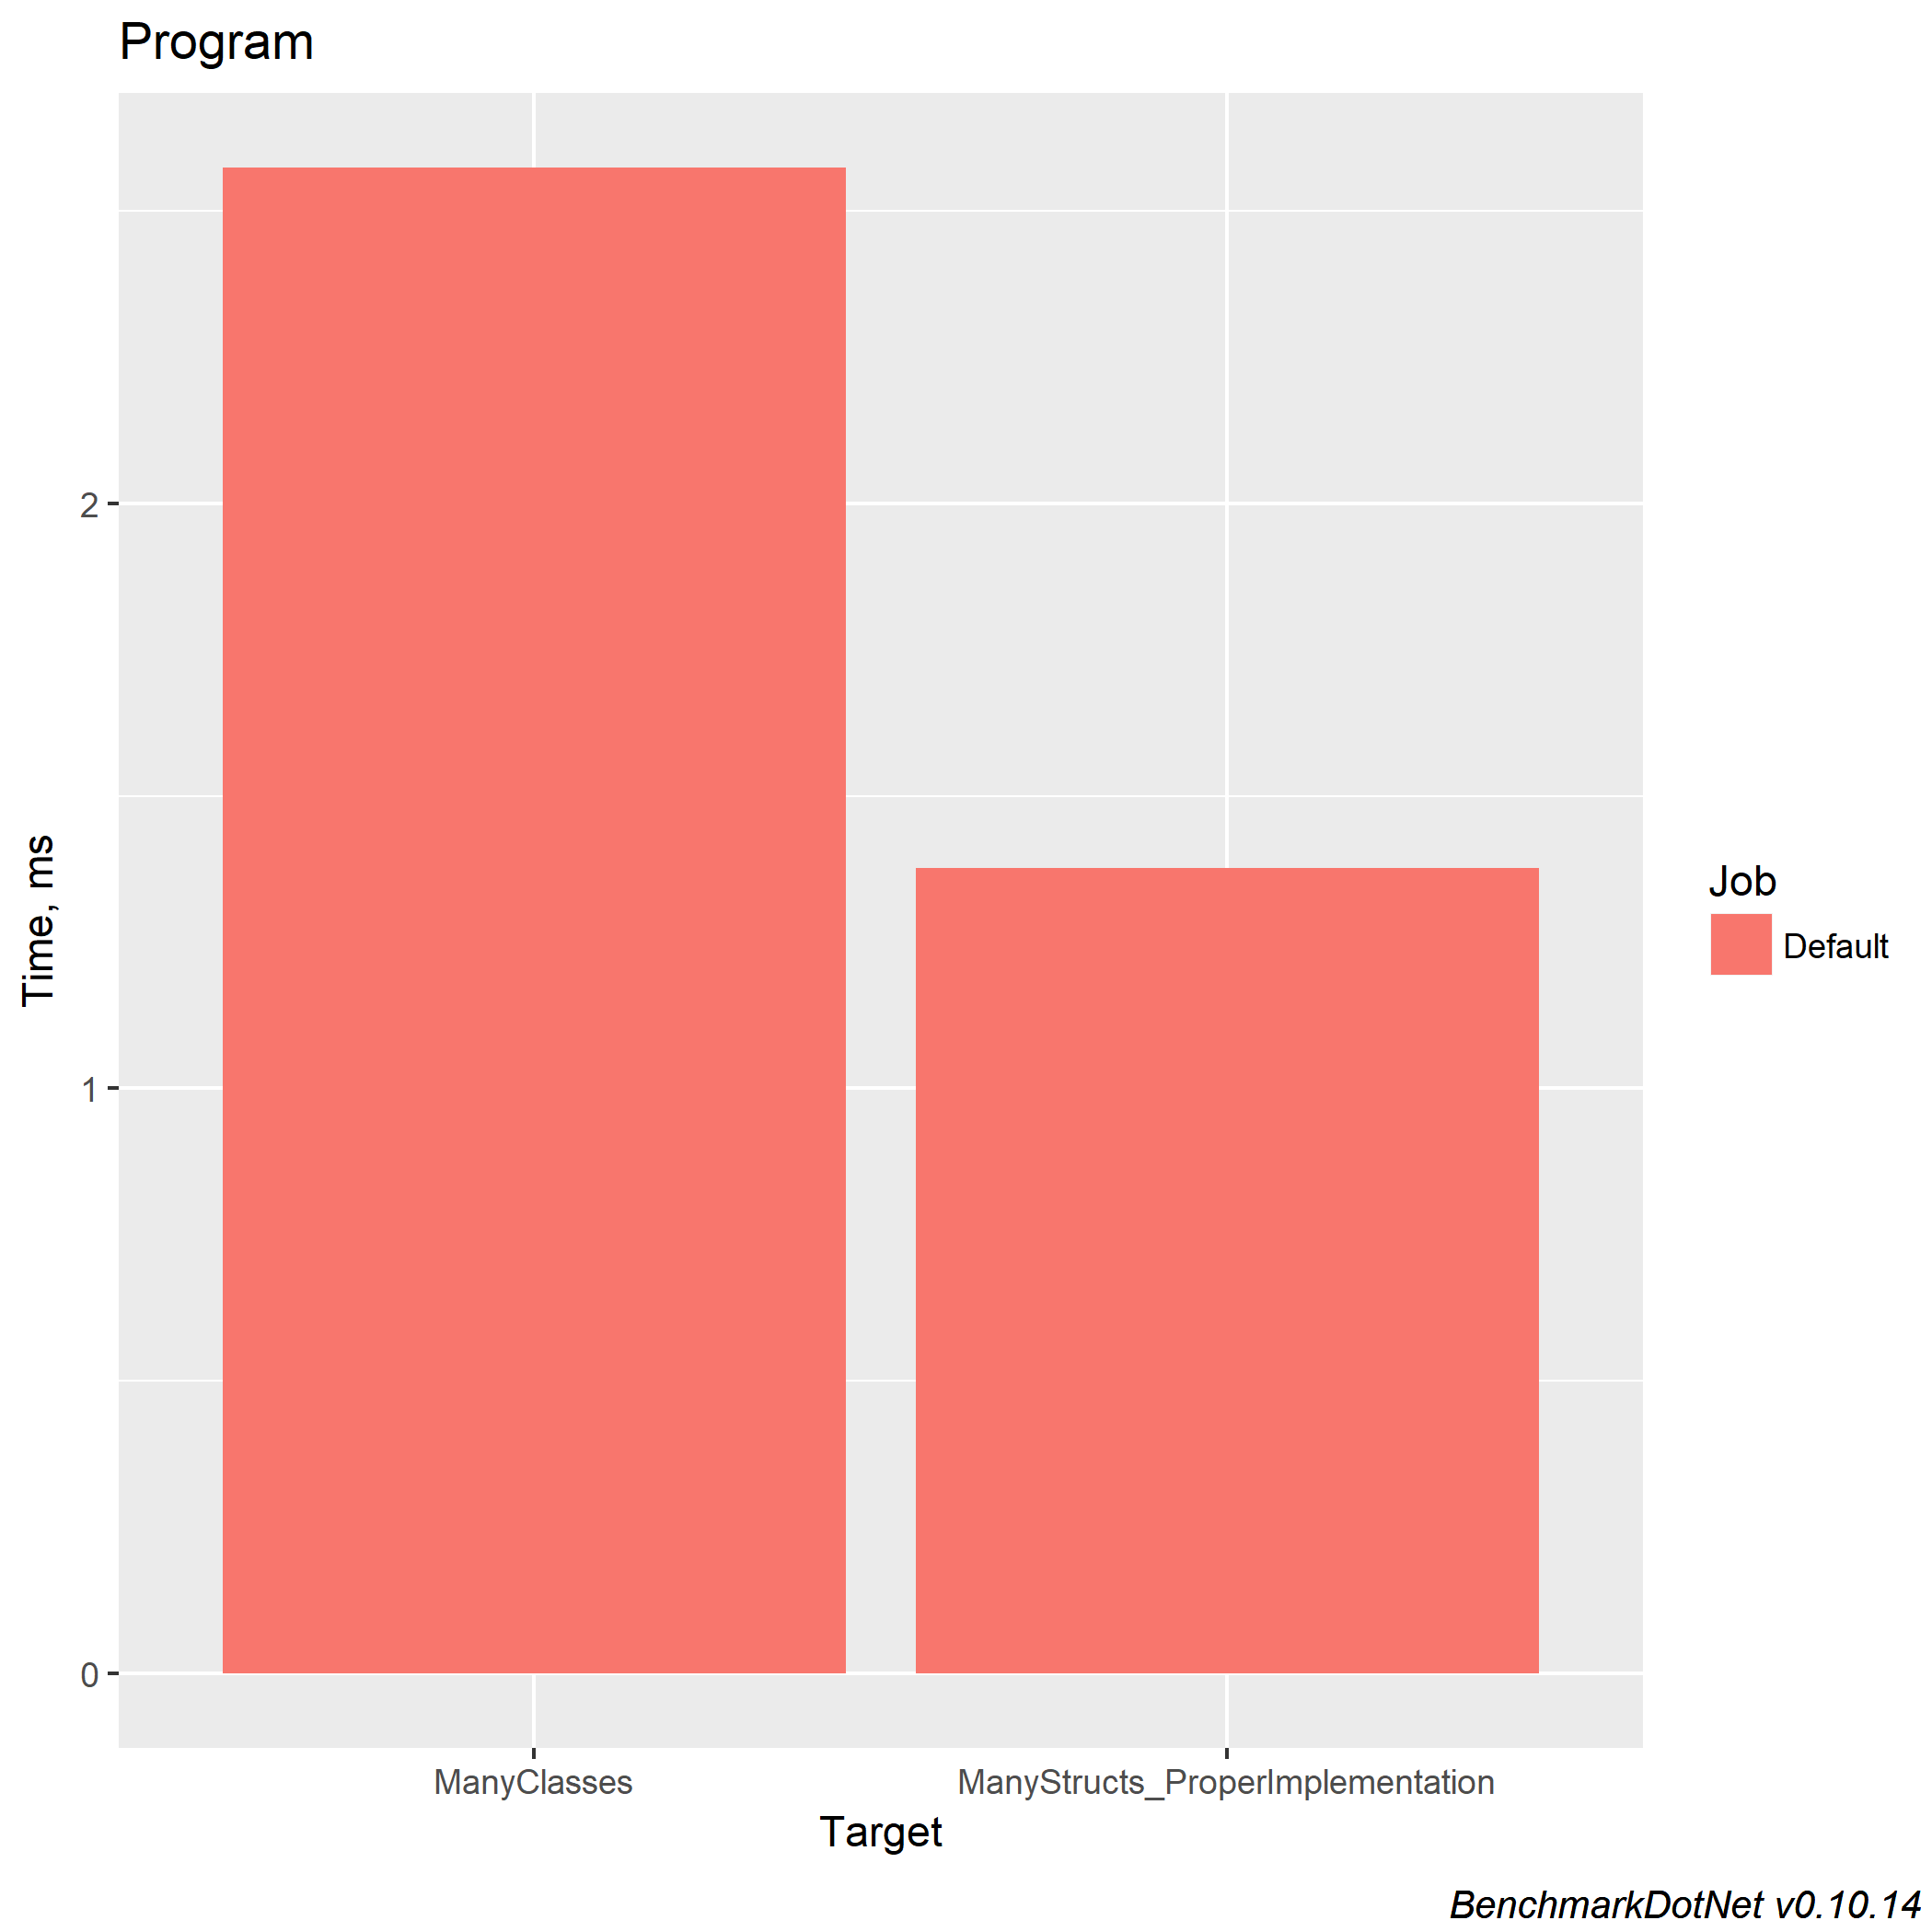 Program
Time, ms
2
1
0
ManyClasses
ManyStructs_ProperImplementation
Target
Job
Default
BenchmarkDotNet v0.10.14